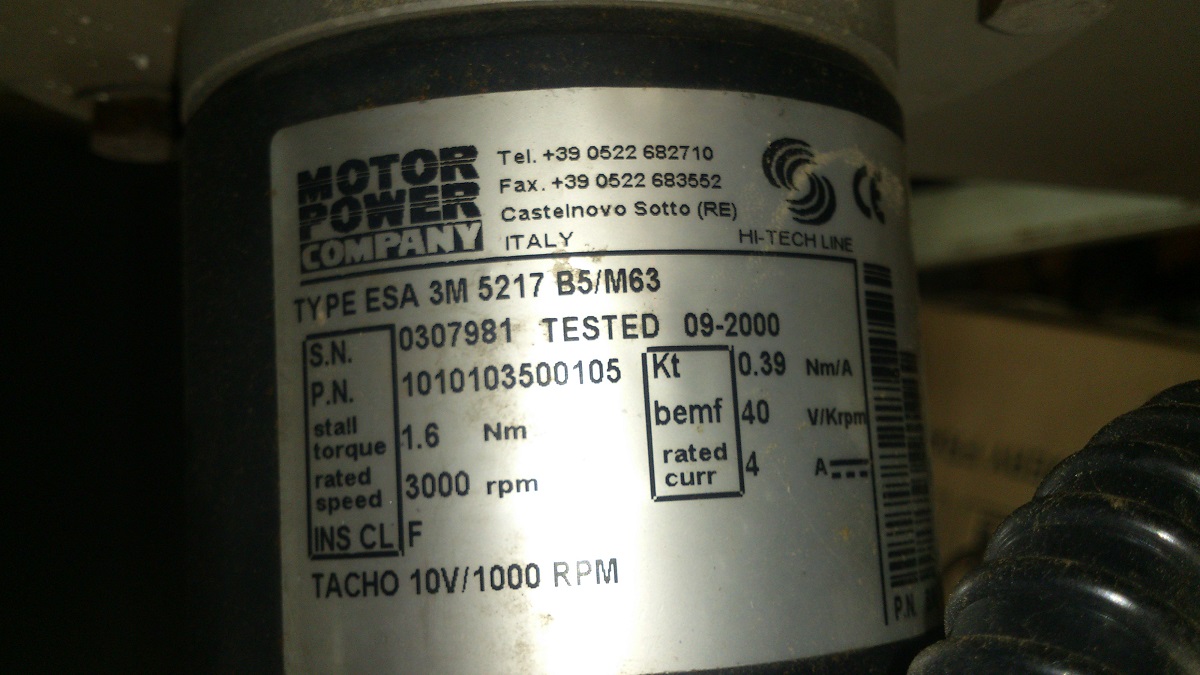 MOTOR
POWER
COMPANY
Tel. +39 0522 682710
Fax. +39 0522 683552
Castelnovo Sotto (RE)
ITALY
HI-TECH LINE
CE
TYPE ESA 3M 5217 B5/M63
S.N. 0307981 TESTED 09-2000
P.N. 1010103500105
stall torque 1.6 Nm
rated speed 3000 rpm
INS CL F
Kt 0.39 Nm/A
bemf 40 V/Krpm
rated curr 4 A
TACHO 10V/1000 RPM
P.N.